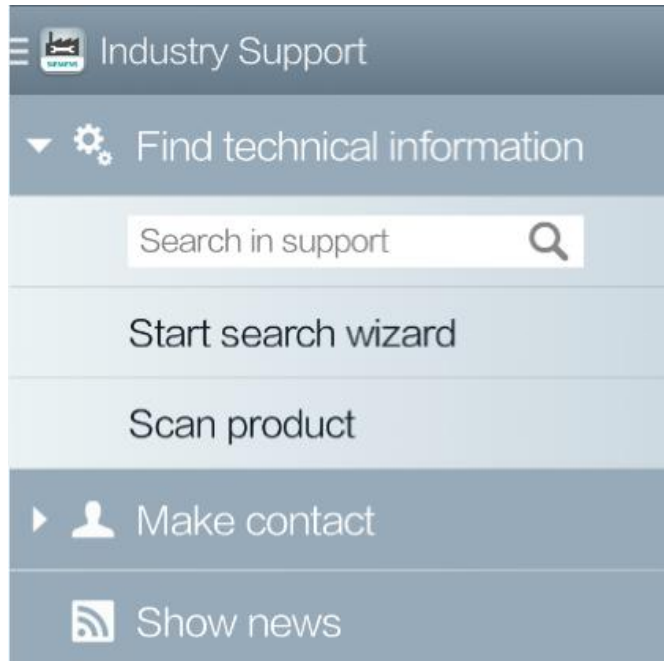 Industry Support
Find technical information
Search in support
Start search wizard
Scan product
Make contact
Show news